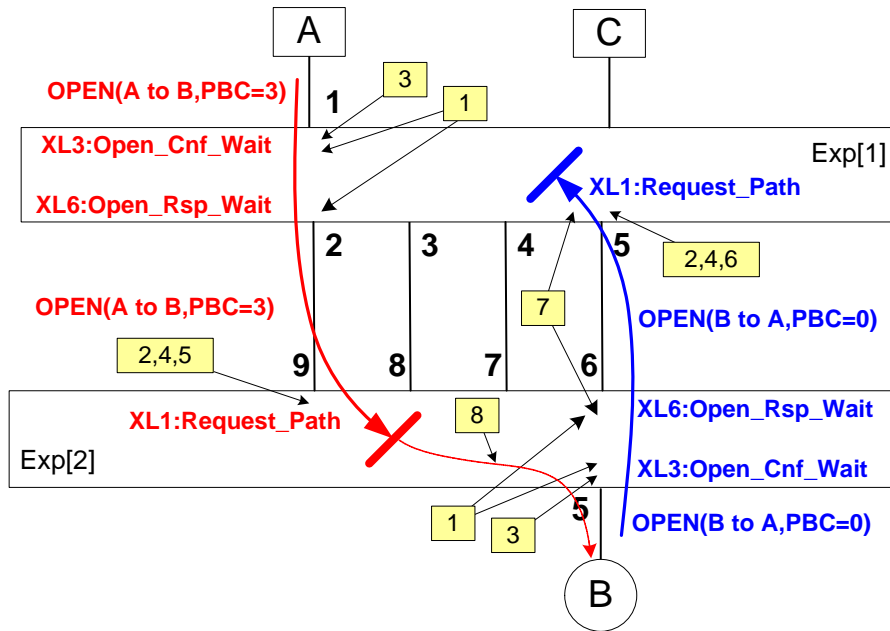 A
C
OPEN(A to B,PBC=3)
1
3
1
XL3:Open_Cnf_Wait
Exp[1]
XL1:Request_Path
XL6:Open_Rsp_Wait
2
3
4
5
2,4,6
OPEN(A to B,PBC=3)
7
OPEN(B to A,PBC=0)
2,4,5
9
8
7
6
XL1:Request_Path
8
XL6:Open_Rsp_Wait
Exp[2]
XL3:Open_Cnf_Wait
1
3
5
OPEN(B to A,PBC=0)
B